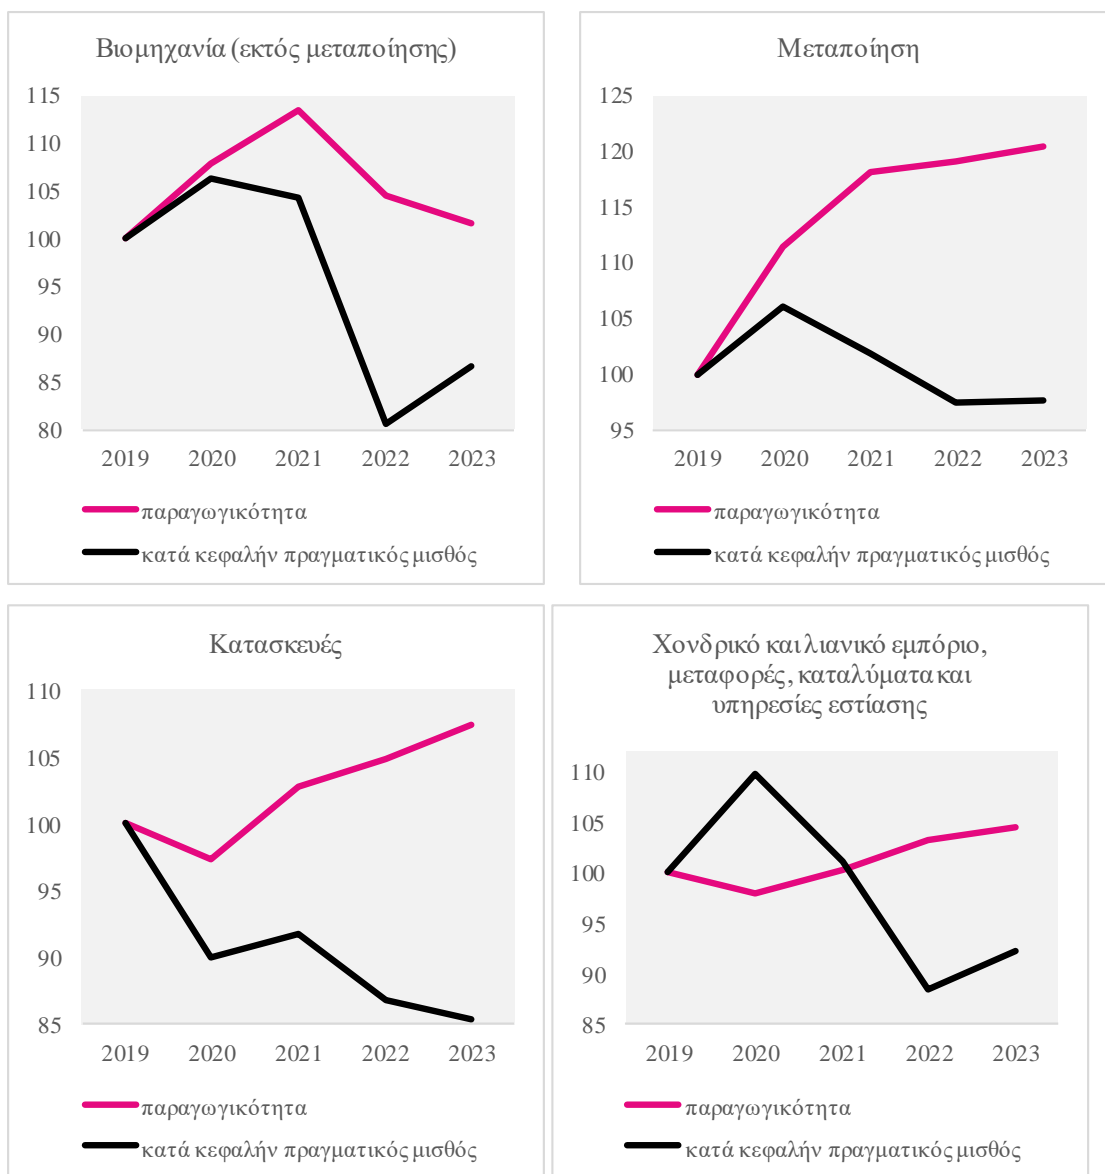 Βιομηχανία (εκτός μεταποίησης)
115
110
105
100
95
90
85
80
2019 2020 2021 2022 2023
παραγωγικότητα
κατά κεφαλήν πραγματικός μισθός
Μεταποίηση
125
120
115
110
105
100
95
2019 2020 2021 2022 2023
παραγωγικότητα
κατά κεφαλήν πραγματικός μισθός
Κατασκευές
110
105
100
95
90
85
2019 2020 2021 2022 2023
παραγωγικότητα
κατά κεφαλήν πραγματικός μισθός
Χονδρικό και λιανικό εμπόριο,
μεταφορές, καταλύματα και
υπηρεσίες εστίασης
110
105
100
95
90
85
2019 2020 2021 2022 2023
παραγωγικότητα
κατά κεφαλήν πραγματικός μισθός